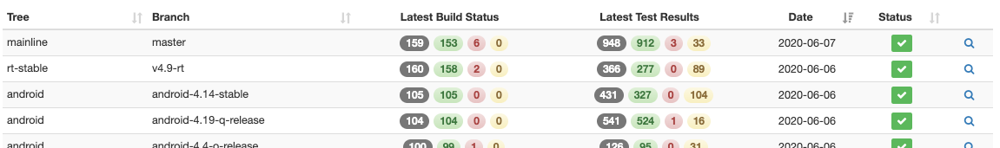 Tree Branch Latest Build Status Latest Test Results Date Status
mainline master 159 153 6 0 948 912 3 33 2020-06-07
rt-stable v4.9-rt 160 158 2 0 366 277 0 89 2020-06-06
android android-4.14-stable 105 105 0 0 431 327 0 104 2020-06-06
android android-4.19-q-release 104 104 0 0 541 524 1 16 2020-06-06
android android-4.4-o-release 100 99 1 0 126 95 0 31 2020-06-06